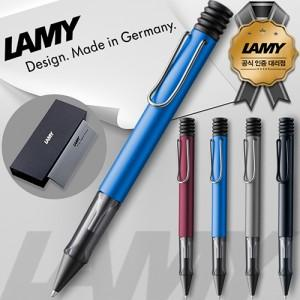 LAMY
Design. Made in Germany.
LAMY
공식 인증 대리점
LAMY